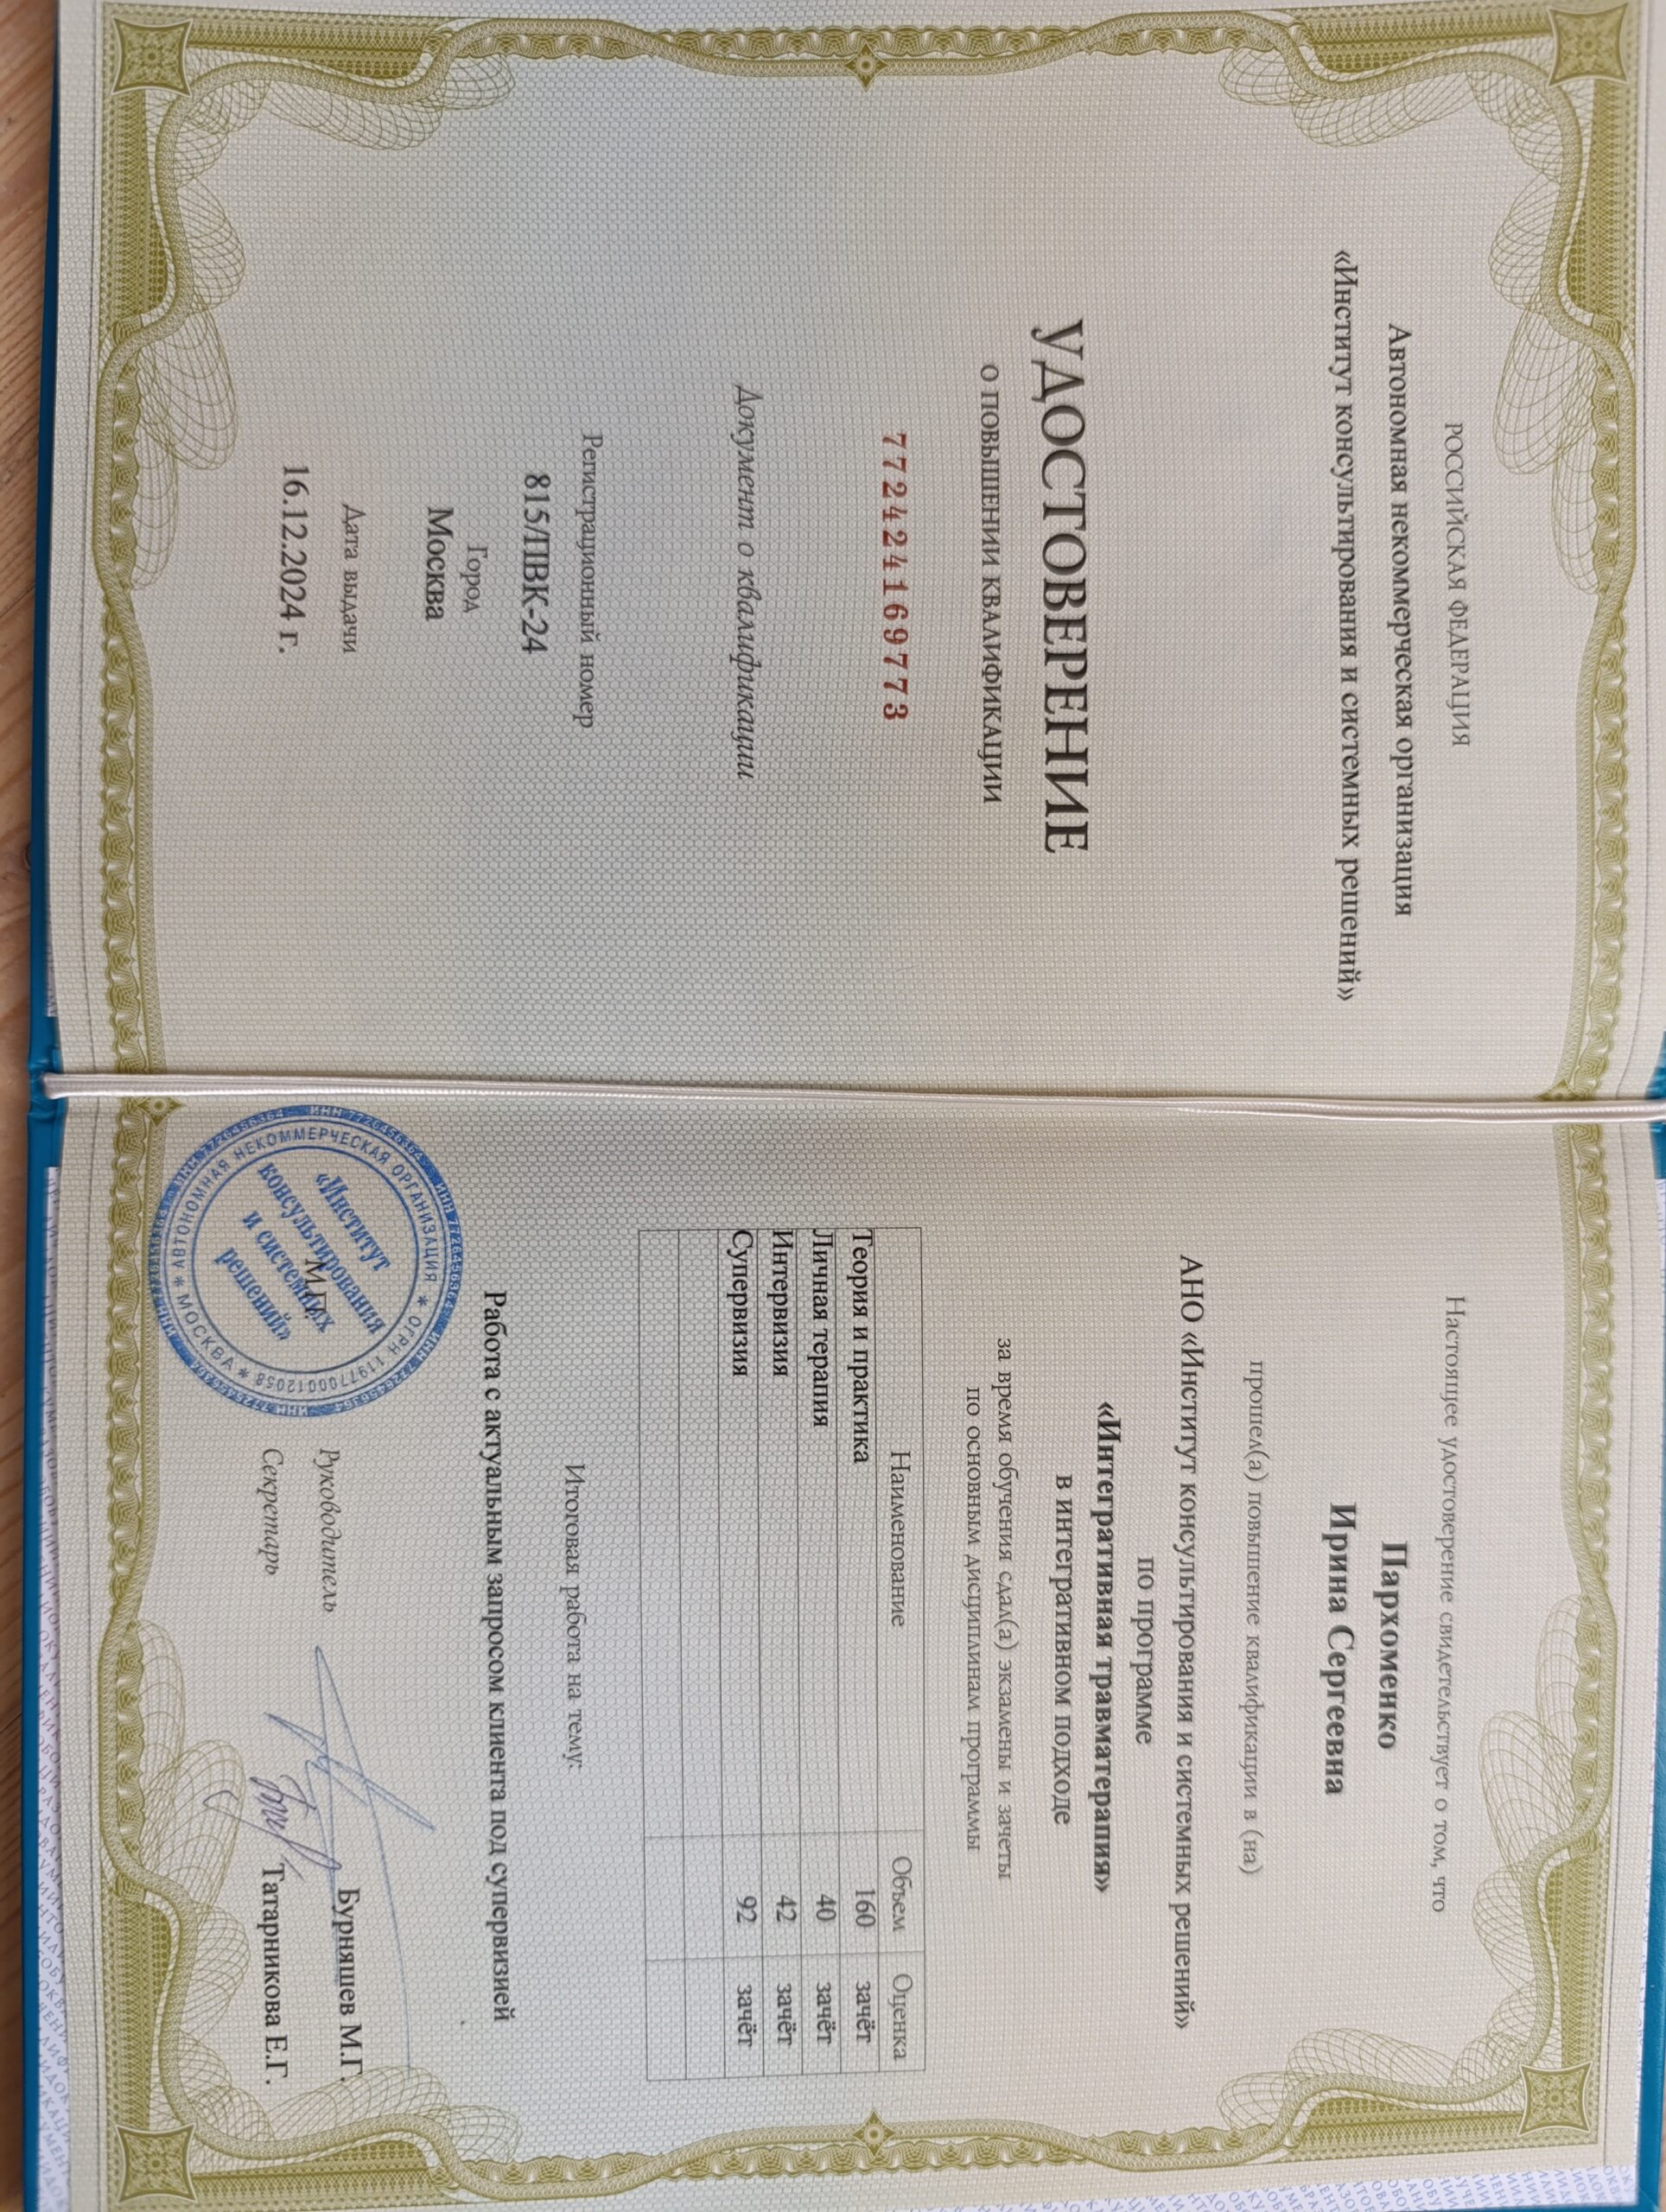 РОССИЙСКАЯ ФЕДЕРАЦИЯ
Автономная некоммерческая организация
«Институт консультирования и системных решений»
УДОСТОВЕРЕНИЕ
О ПОВЫШЕНИИ КВАЛИФИКАЦИИ
772424169773
Документ о квалификации
Регистрационный номер
815/ПВК-24
Город
Москва
Дата выдачи
16.12.2024 г.
Настоящее удостоверение свидетельствует о том, что
Пархоменко
Ирина Сергеевна
прошел(а) повышение квалификации в (на)
АНО «Институт консультирования и системных решений»
по программе
«Интегративная травматерапия»
в интегративном подходе
за время обучения сдал(а) экзамены и зачеты
по основным дисциплинам программы
Наименование Объем Оценка
Теория и практика 160 зачёт
Личная терапия 40 зачёт
Интервизия 42 зачёт
Супервизия 92 зачёт
Итоговая работа на тему:
Работа с актуальным запросом клиента под супервизией
Руководитель Бурняшев М.Г.
М.П.
Секретарь Татарникова Е.Г.
ИНН 7726456364
АВТОНОМНАЯ НЕКОММЕРЧЕСКАЯ ОРГАНИЗАЦИЯ * ОГРН 1197700012058 * МОСКВА *
«Институт
консультирования
и системных
решений»